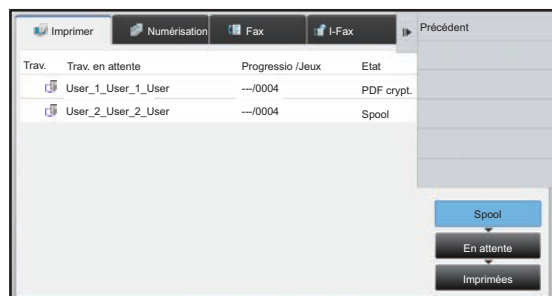 Imprimer
Numérisation
Fax
I-Fax
Précédent
Trav. Trav. en attente Progressio /Jeux Etat
User_1_User_1_User ---/0004 PDF crypt.
User_2_User_2_User ---/0004 Spool
Spool
En attente
Imprimées